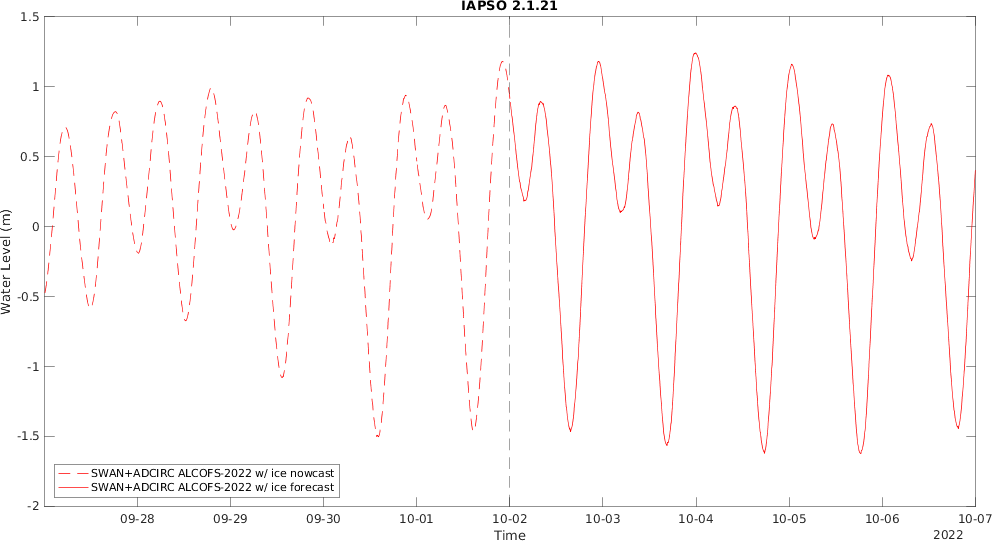 IAPSO 2.1.21
1.5
1
0.5
0
-0.5
-1
-1.5
-2
Water Level (m)
SWAN+ADCIRC ALCOFS-2022 w/ ice nowcast
SWAN+ADCIRC ALCOFS-2022 w/ ice forecast
09-28 09-29 09-30 10-01 10-02 10-03 10-04 10-05 10-06 10-07
Time
2022